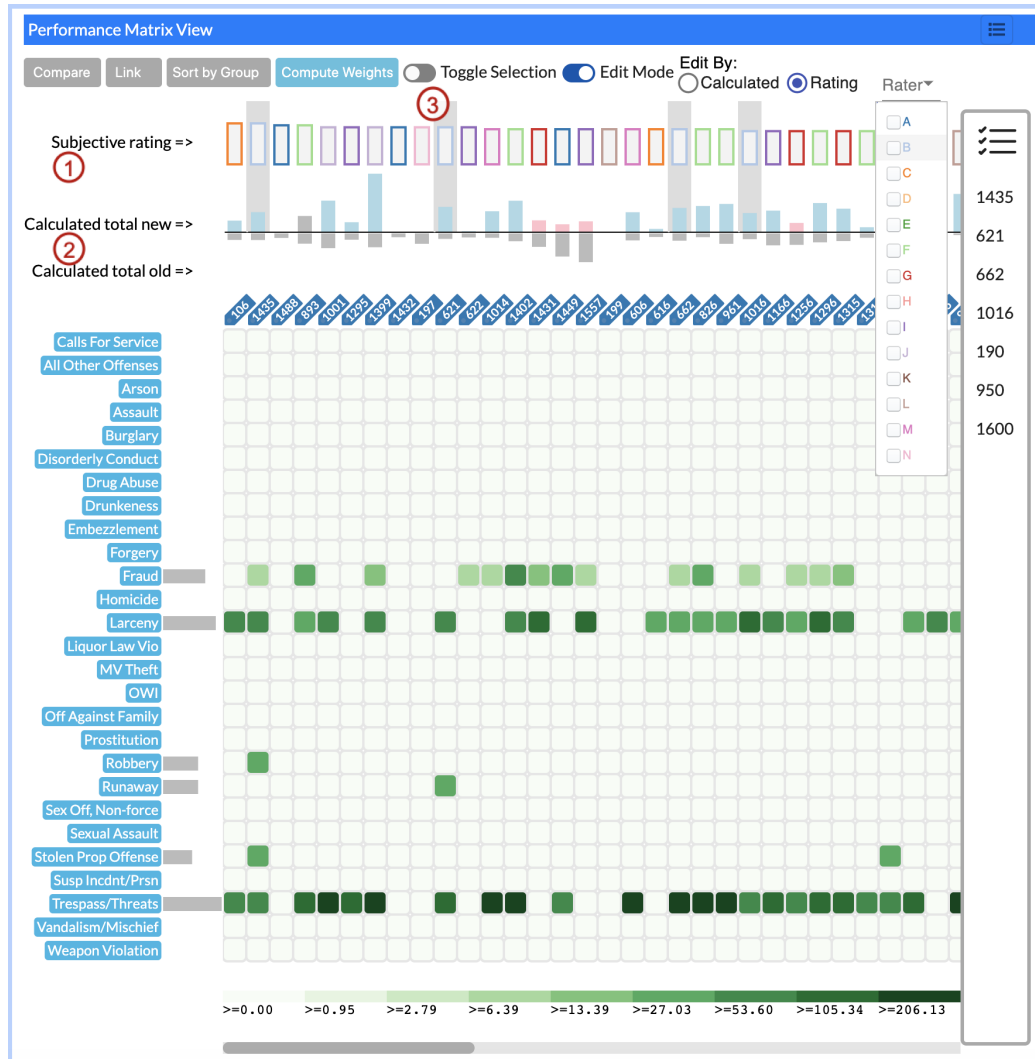 Performance Matrix View
Compare Link Sort by Group Compute Weights Toggle Selection Edit Mode Edit By:
Calculated Rating Rater
3
Subjective rating =>
1
Calculated total new =>
2
Calculated total old =>
A
B
C
D
E
F
G
H
I
J
K
L
M
N
1435
621
662
1016
190
950
1600
106 1435 1488 893 1001 1295 1399 1432 197 621 622 1014 1402 1431 1449 1557 199 606 616 662 826 961 1016 1166 1256 1296 1315
Calls For Service
All Other Offenses
Arson
Assault
Burglary
Disorderly Conduct
Drug Abuse
Drunkeness
Embezzlement
Forgery
Fraud
Homicide
Larceny
Liquor Law Vio
MV Theft
OWI
Off Against Family
Prostitution
Robbery
Runaway
Sex Off, Non-force
Sexual Assault
Stolen Prop Offense
Susp Incdnt/Prsn
Trespass/Threats
Vandalism/Mischief
Weapon Violation
>=0.00 >=0.95 >=2.79 >=6.39 >=13.39 >=27.03 >=53.60 >=105.34 >=206.13